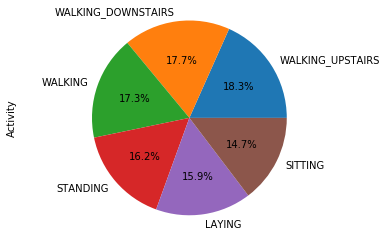 WALKING_DOWNSTAIRS
17.7%
WALKING_UPSTAIRS
18.3%
WALKING
17.3%
Activity
14.7%
SITTING
16.2%
STANDING
15.9%
LAYING